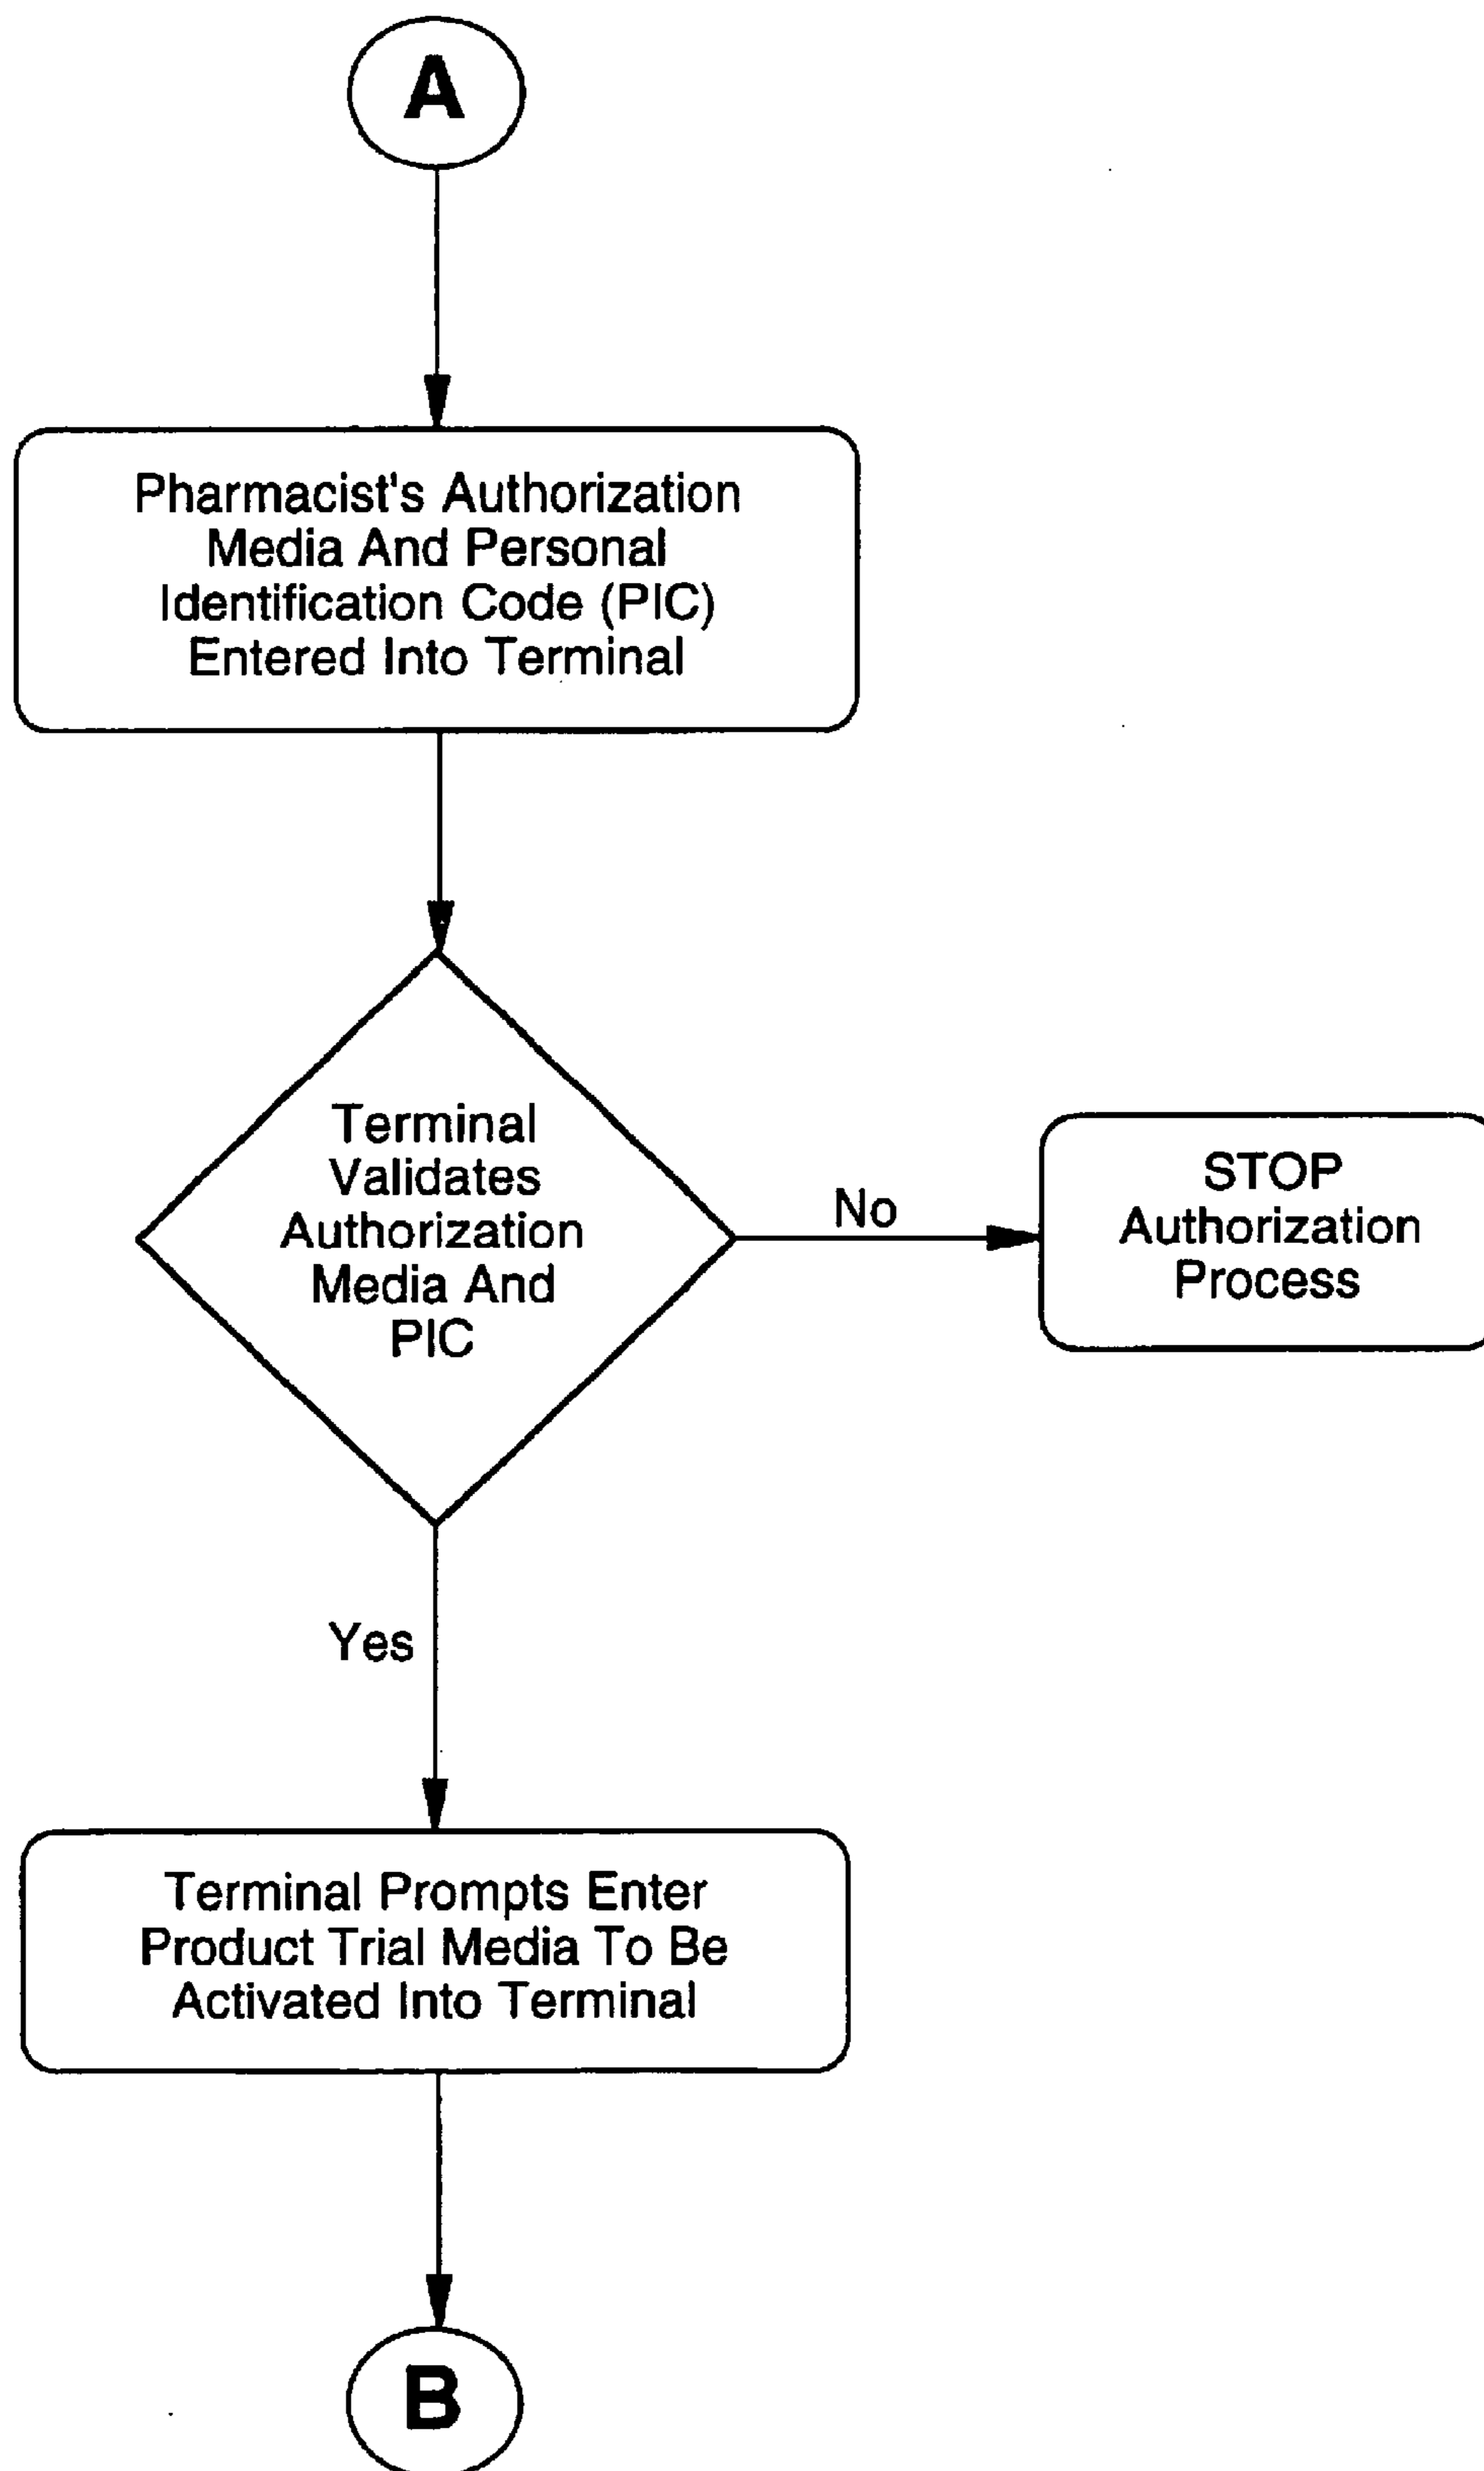 A
Pharmacist's Authorization
Media And Personal
Identification Code (PIC)
Entered Into Terminal
Terminal
Validates
Authorization
Media And
PIC
No
STOP
Authorization
Process
Yes
Terminal Prompts Enter
Product Trial Media To Be
Activated Into Terminal
B